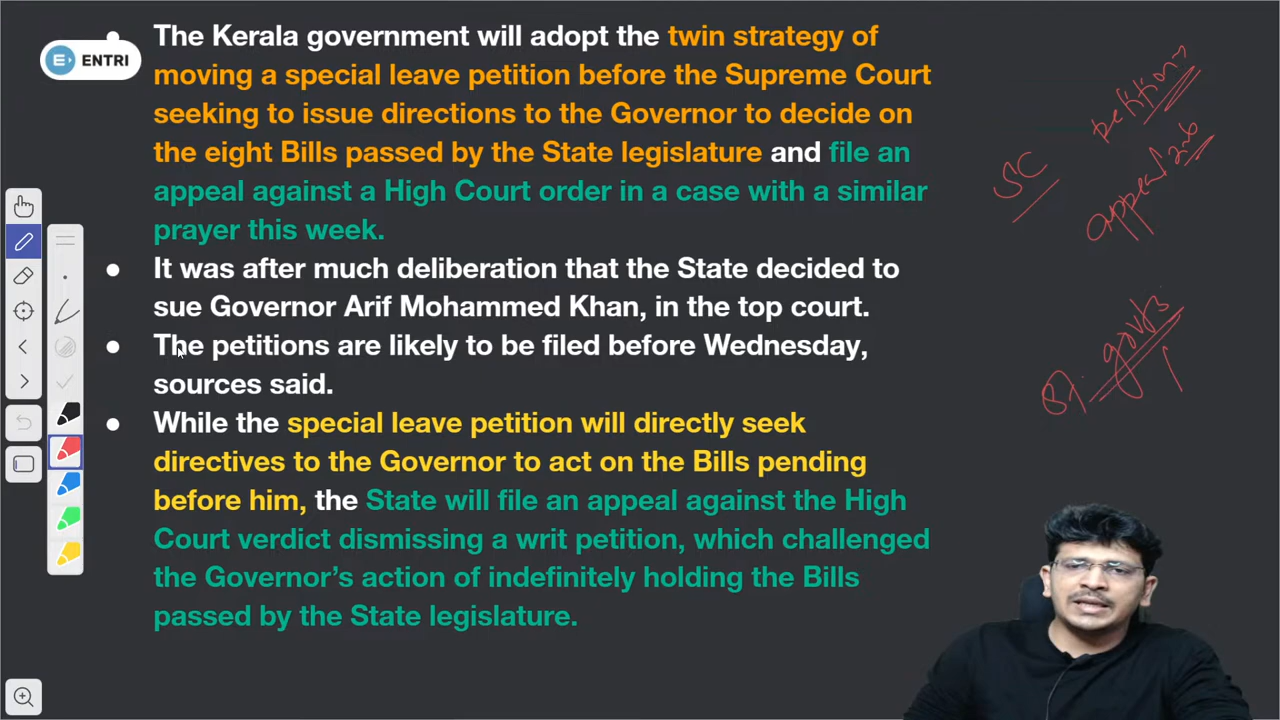 ENTRI
The Kerala government will adopt the twin strategy of
moving a special leave petition before the Supreme Court
seeking to issue directions to the Governor to decide on
the eight Bills passed by the State legislature and file an
appeal against a High Court order in a case with a similar
prayer this week.
● It was after much deliberation that the State decided to
sue Governor Arif Mohammed Khan, in the top court.
● The petitions are likely to be filed before Wednesday,
sources said.
● While the special leave petition will directly seek
directives to the Governor to act on the Bills pending
before him, the State will file an appeal against the High
Court verdict dismissing a writ petition, which challenged
the Governor's action of indefinitely holding the Bills
passed by the State legislature.
SC
petitions